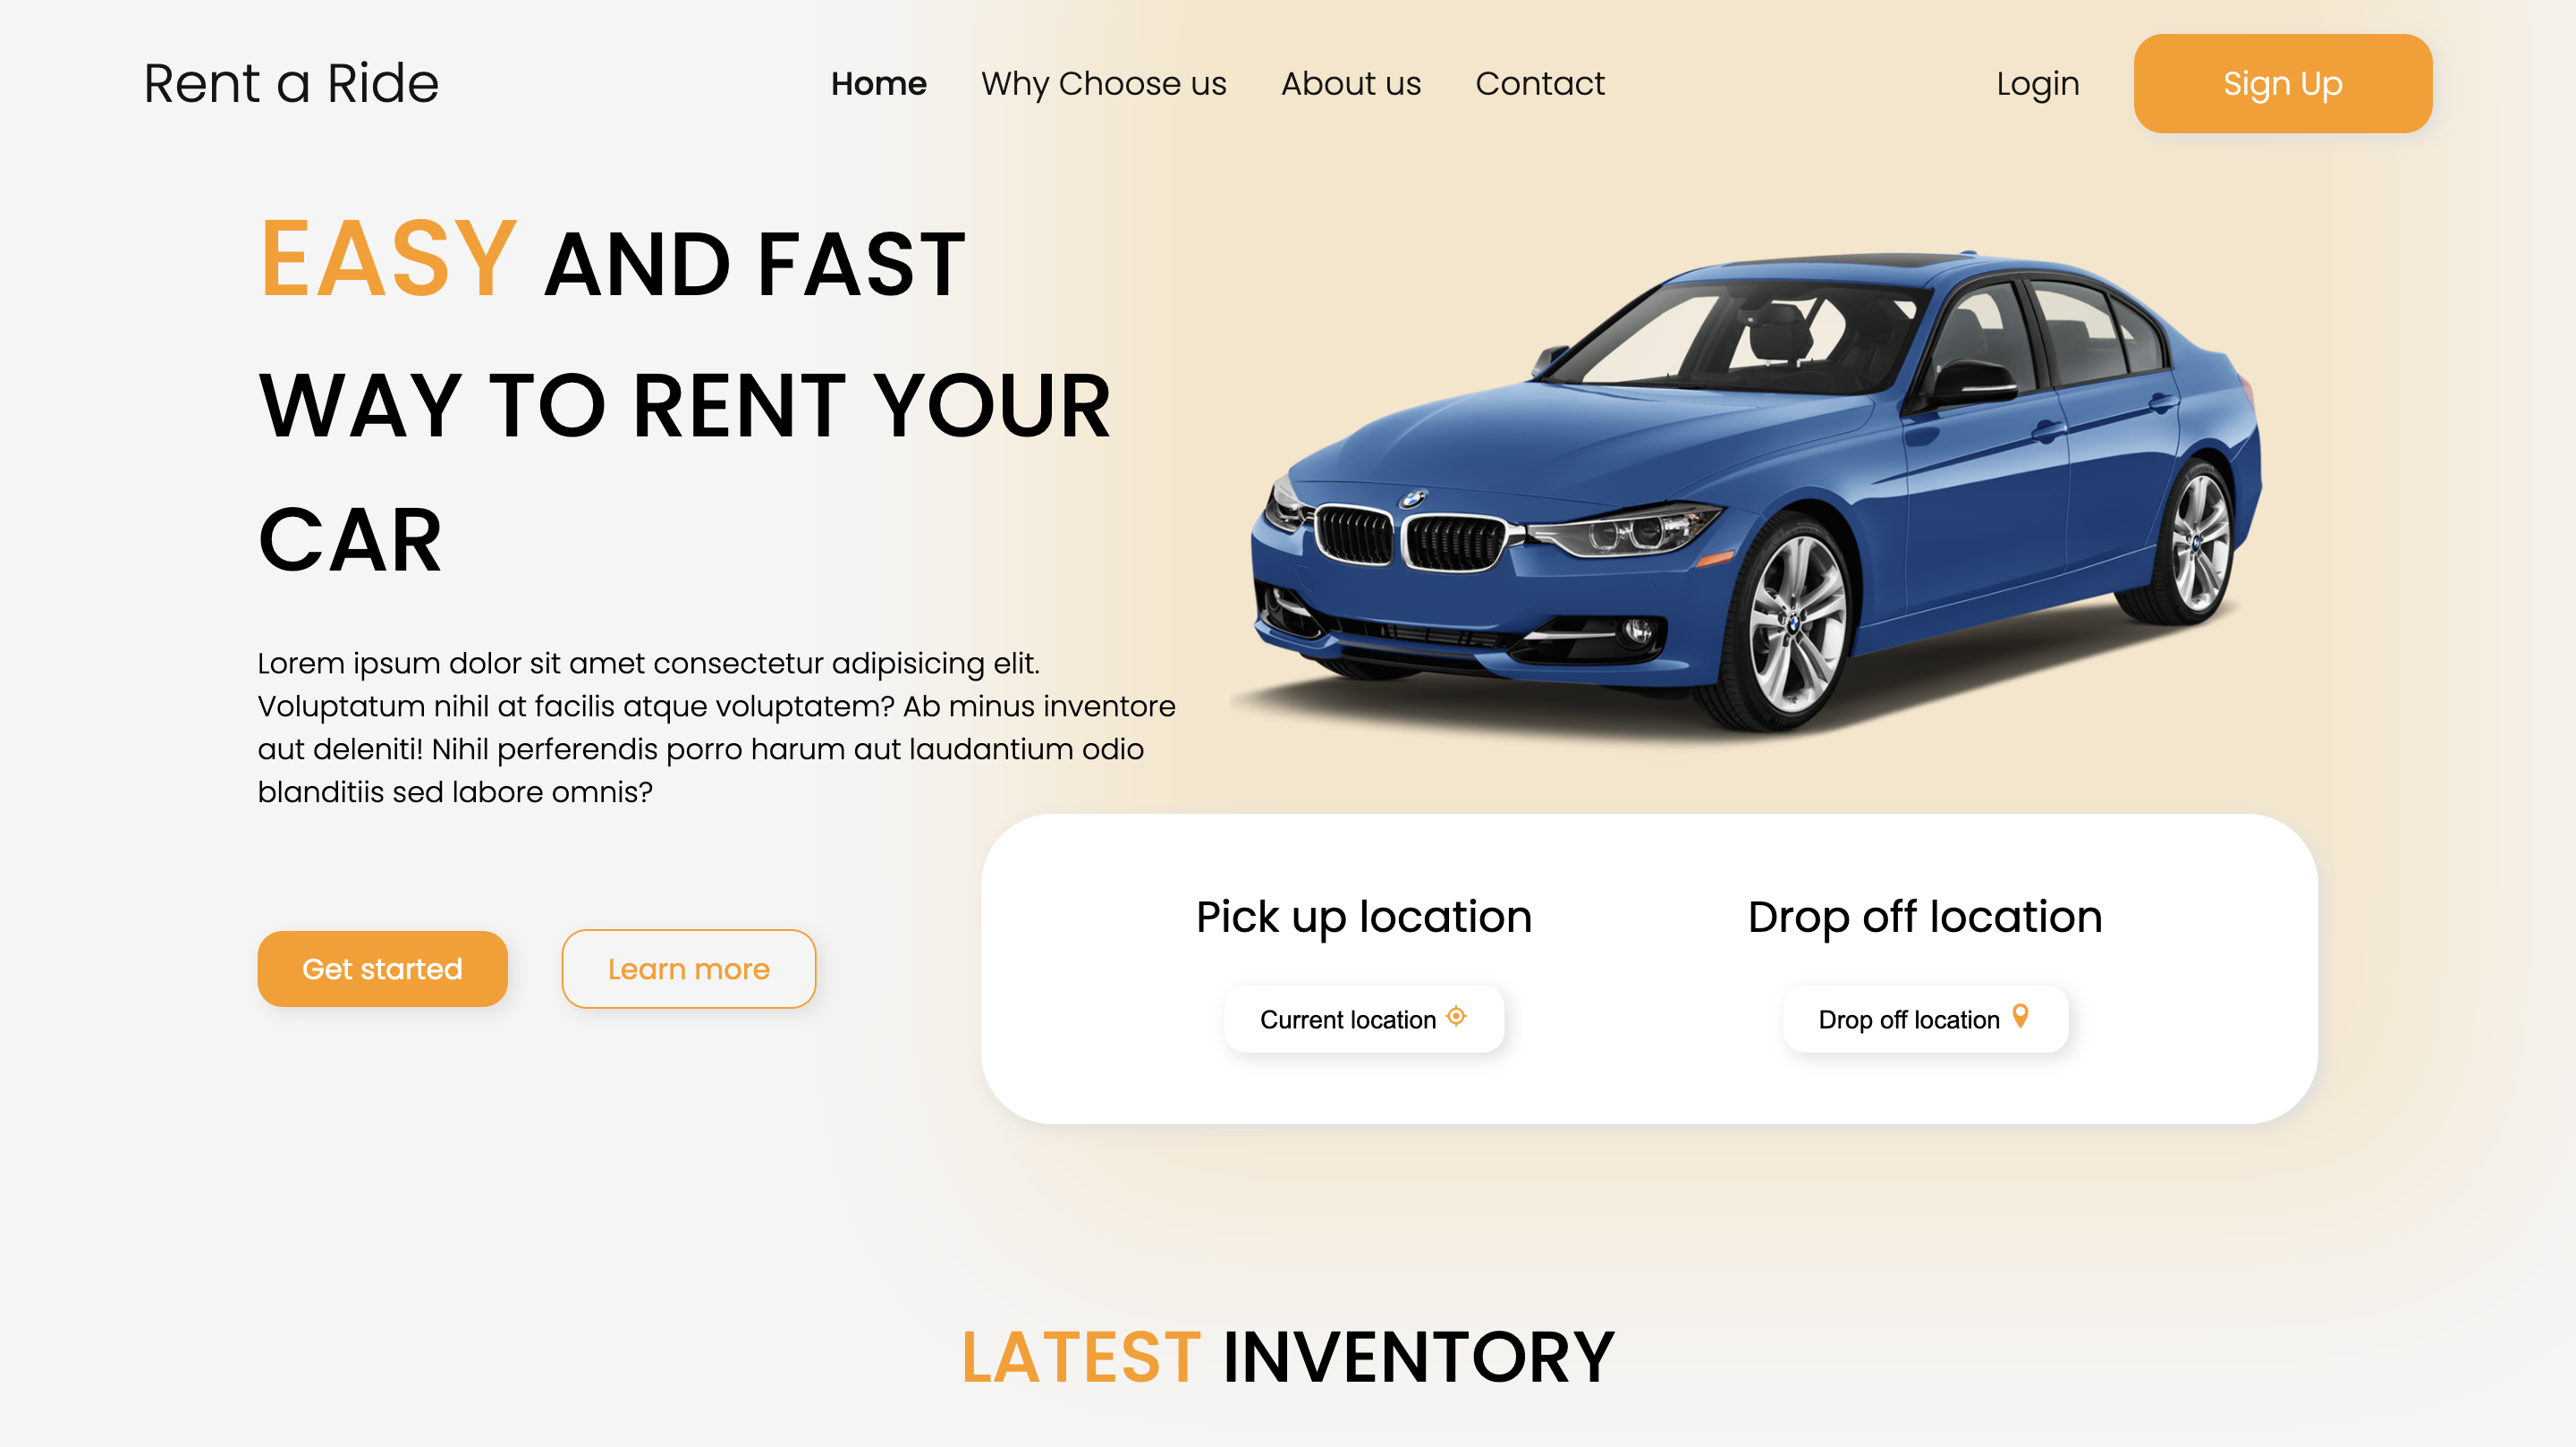 Rent a Ride
Home Why Choose us About us Contact
Login Sign Up
EASY AND FAST
WAY TO RENT YOUR
CAR
Lorem ipsum dolor sit amet consectetur adipisicing elit.
Voluptatum nihil at facilis atque voluptatem? Ab minus inventore
aut deleniti! Nihil perferendis porro harum aut laudantium odio
blanditiis sed labore omnis?
Get started Learn more
Pick up location
Current location
Drop off location
Drop off location
LATEST INVENTORY